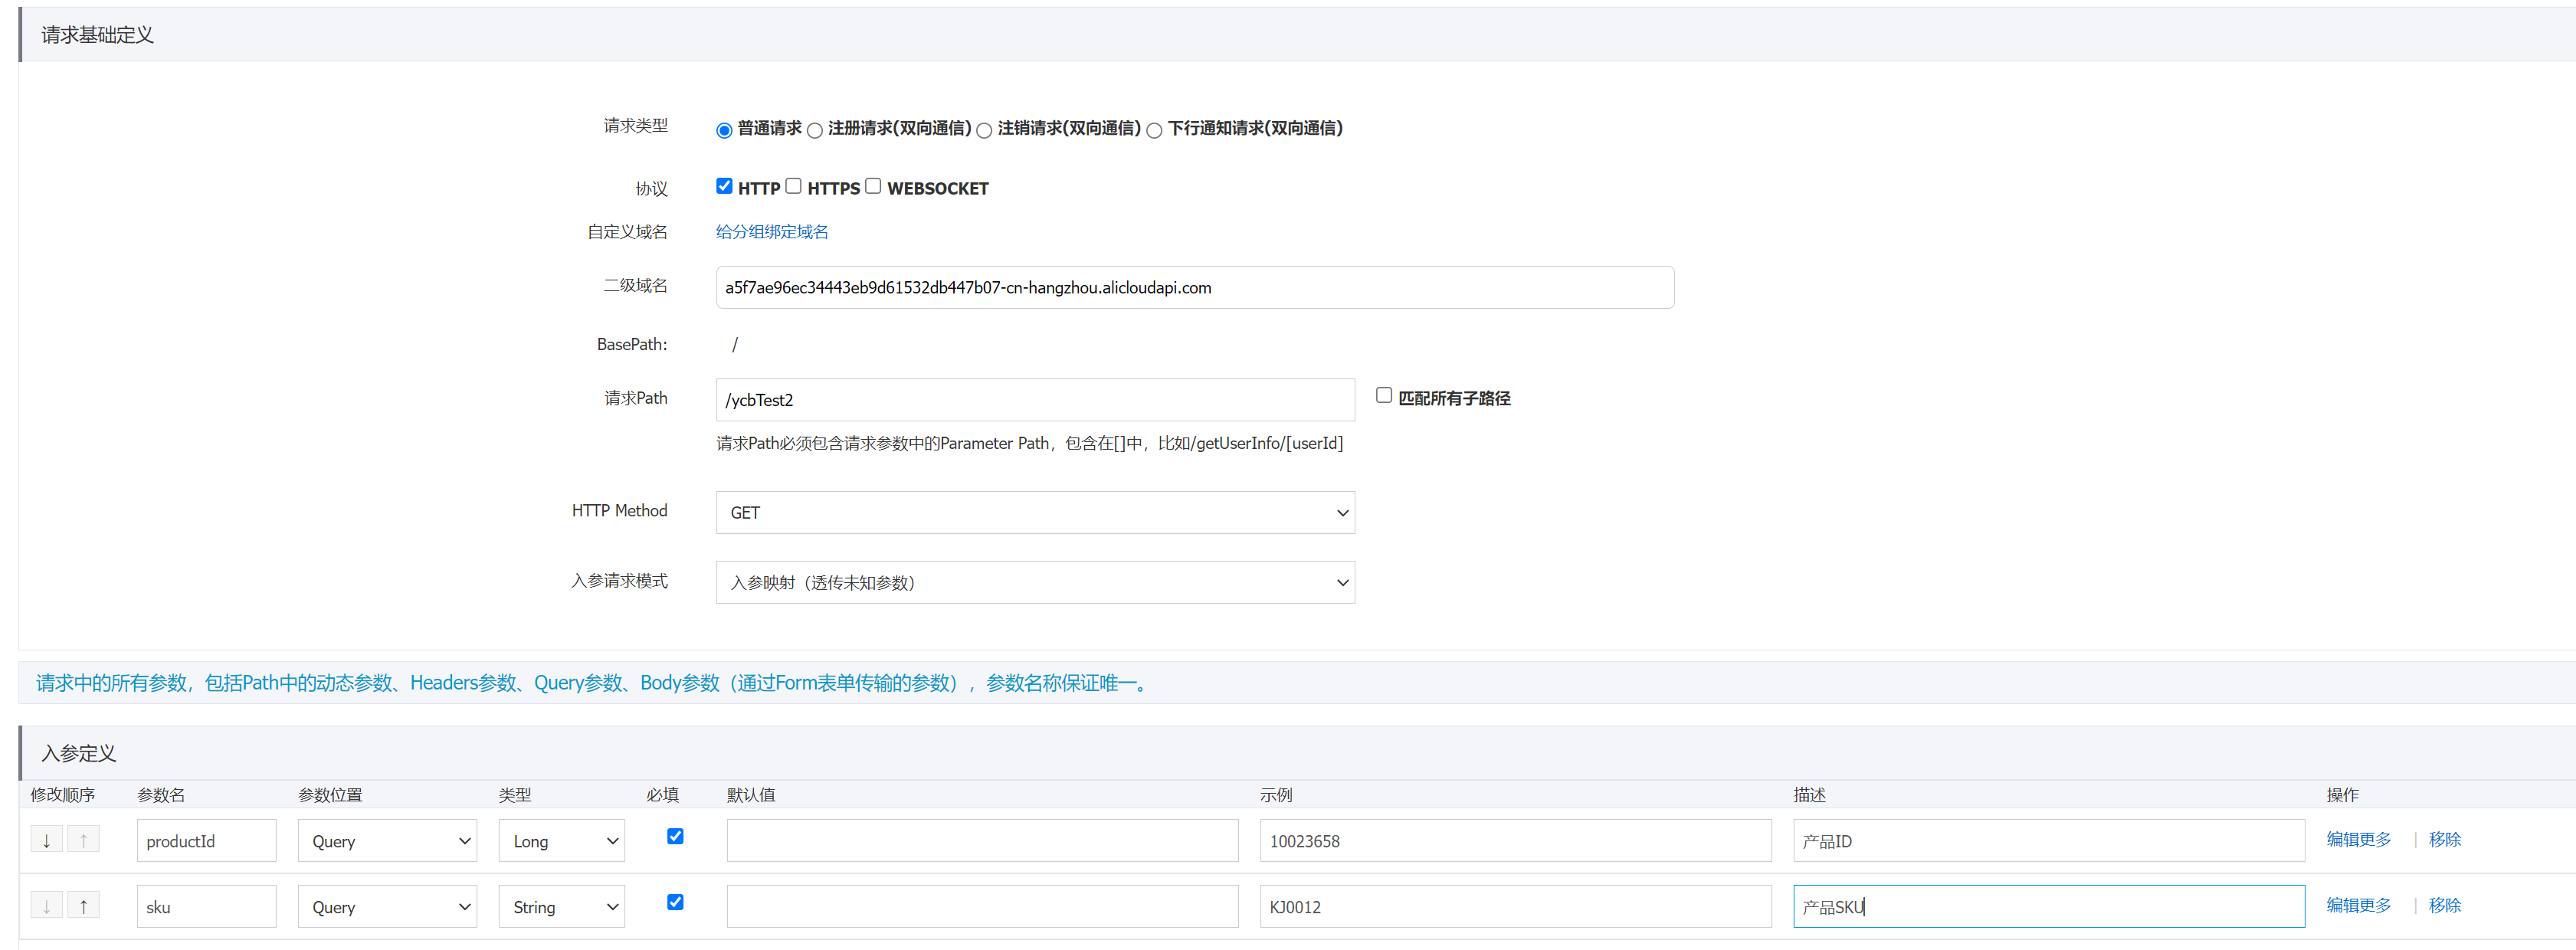 请求基础定义
请求类型 普通请求 注册请求(双向通信) 注销请求(双向通信) 下行通知请求(双向通信)
协议 HTTP HTTPS WEBSOCKET
自定义域名 给分组绑定域名
二级域名 a5f7ae96ec34443eb9d61532db447b07-cn-hangzhou.alicloudapi.com
BasePath: /
请求Path /ycbTest2 匹配所有子路径
请求Path必须包含请求参数中的Parameter Path，包含在[]中，比如/getUserInfo/[userId]
HTTP Method GET
入参请求模式 入参映射（透传未知参数）
请求中的所有参数，包括Path中的动态参数、Headers参数、Query参数、Body参数（通过Form表单传输的参数），参数名称保证唯一。
入参定义
修改顺序 参数名 参数位置 类型 必填 默认值 示例 描述 操作
↓ ↑ productId Query Long 10023658 产品ID 编辑更多 | 移除
↓ ↑ sku Query String KJ0012 产品SKU 编辑更多 | 移除